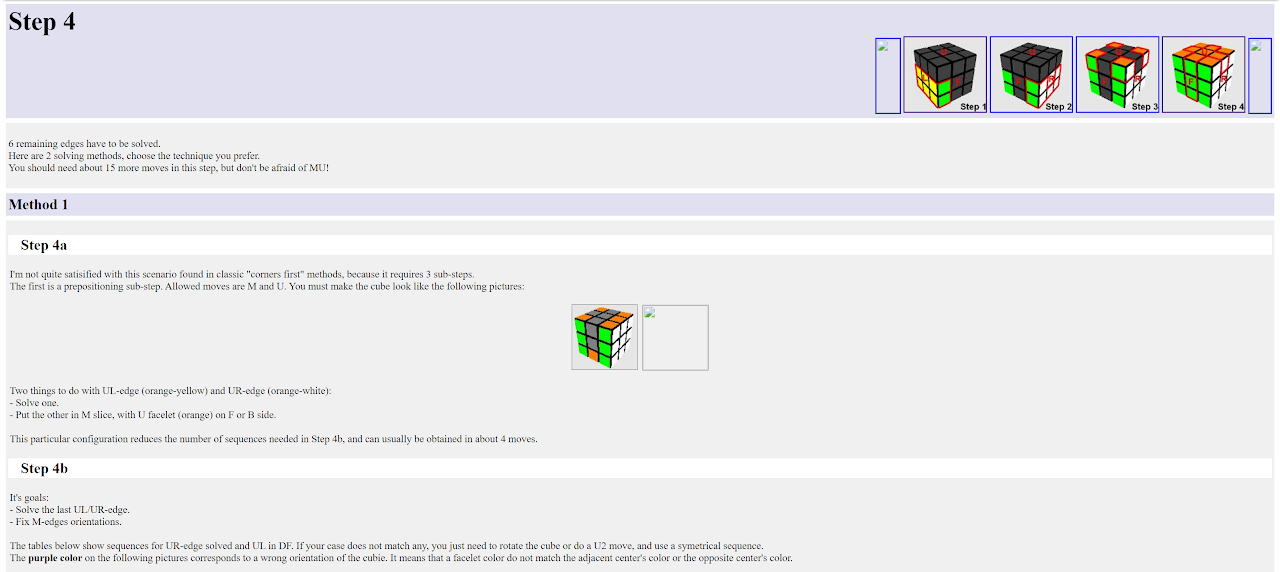 Step 4
Step 1
Step 2
Step 3
Step 4
6 remaining edges have to be solved.
Here are 2 solving methods, choose the technique you prefer.
You should need about 15 more moves in this step, but don't be afraid of MU!
Method 1
Step 4a
I'm not quite satisified with this scenario found in classic "corners first" methods, because it requires 3 sub-steps.
The first is a prepositioning sub-step. Allowed moves are M and U. You must make the cube look like the following pictures:
Two things to do with UL-edge (orange-yellow) and UR-edge (orange-white):
- Solve one.
- Put the other in M slice, with U facelet (orange) on F or B side.
This particular configuration reduces the number of sequences needed in Step 4b, and can usually be obtained in about 4 moves.
Step 4b
It's goals:
- Solve the last UL/UR-edge.
- Fix M-edges orientations.
The tables below show sequences for UR-edge solved and UL in DF. If your case does not match any, you just need to rotate the cube or do a U2 move, and use a symetrical sequence.
The purple color on the following pictures corresponds to a wrong orientation of the cubie. It means that a facelet color do not match the adjacent center's color or the opposite center's color.